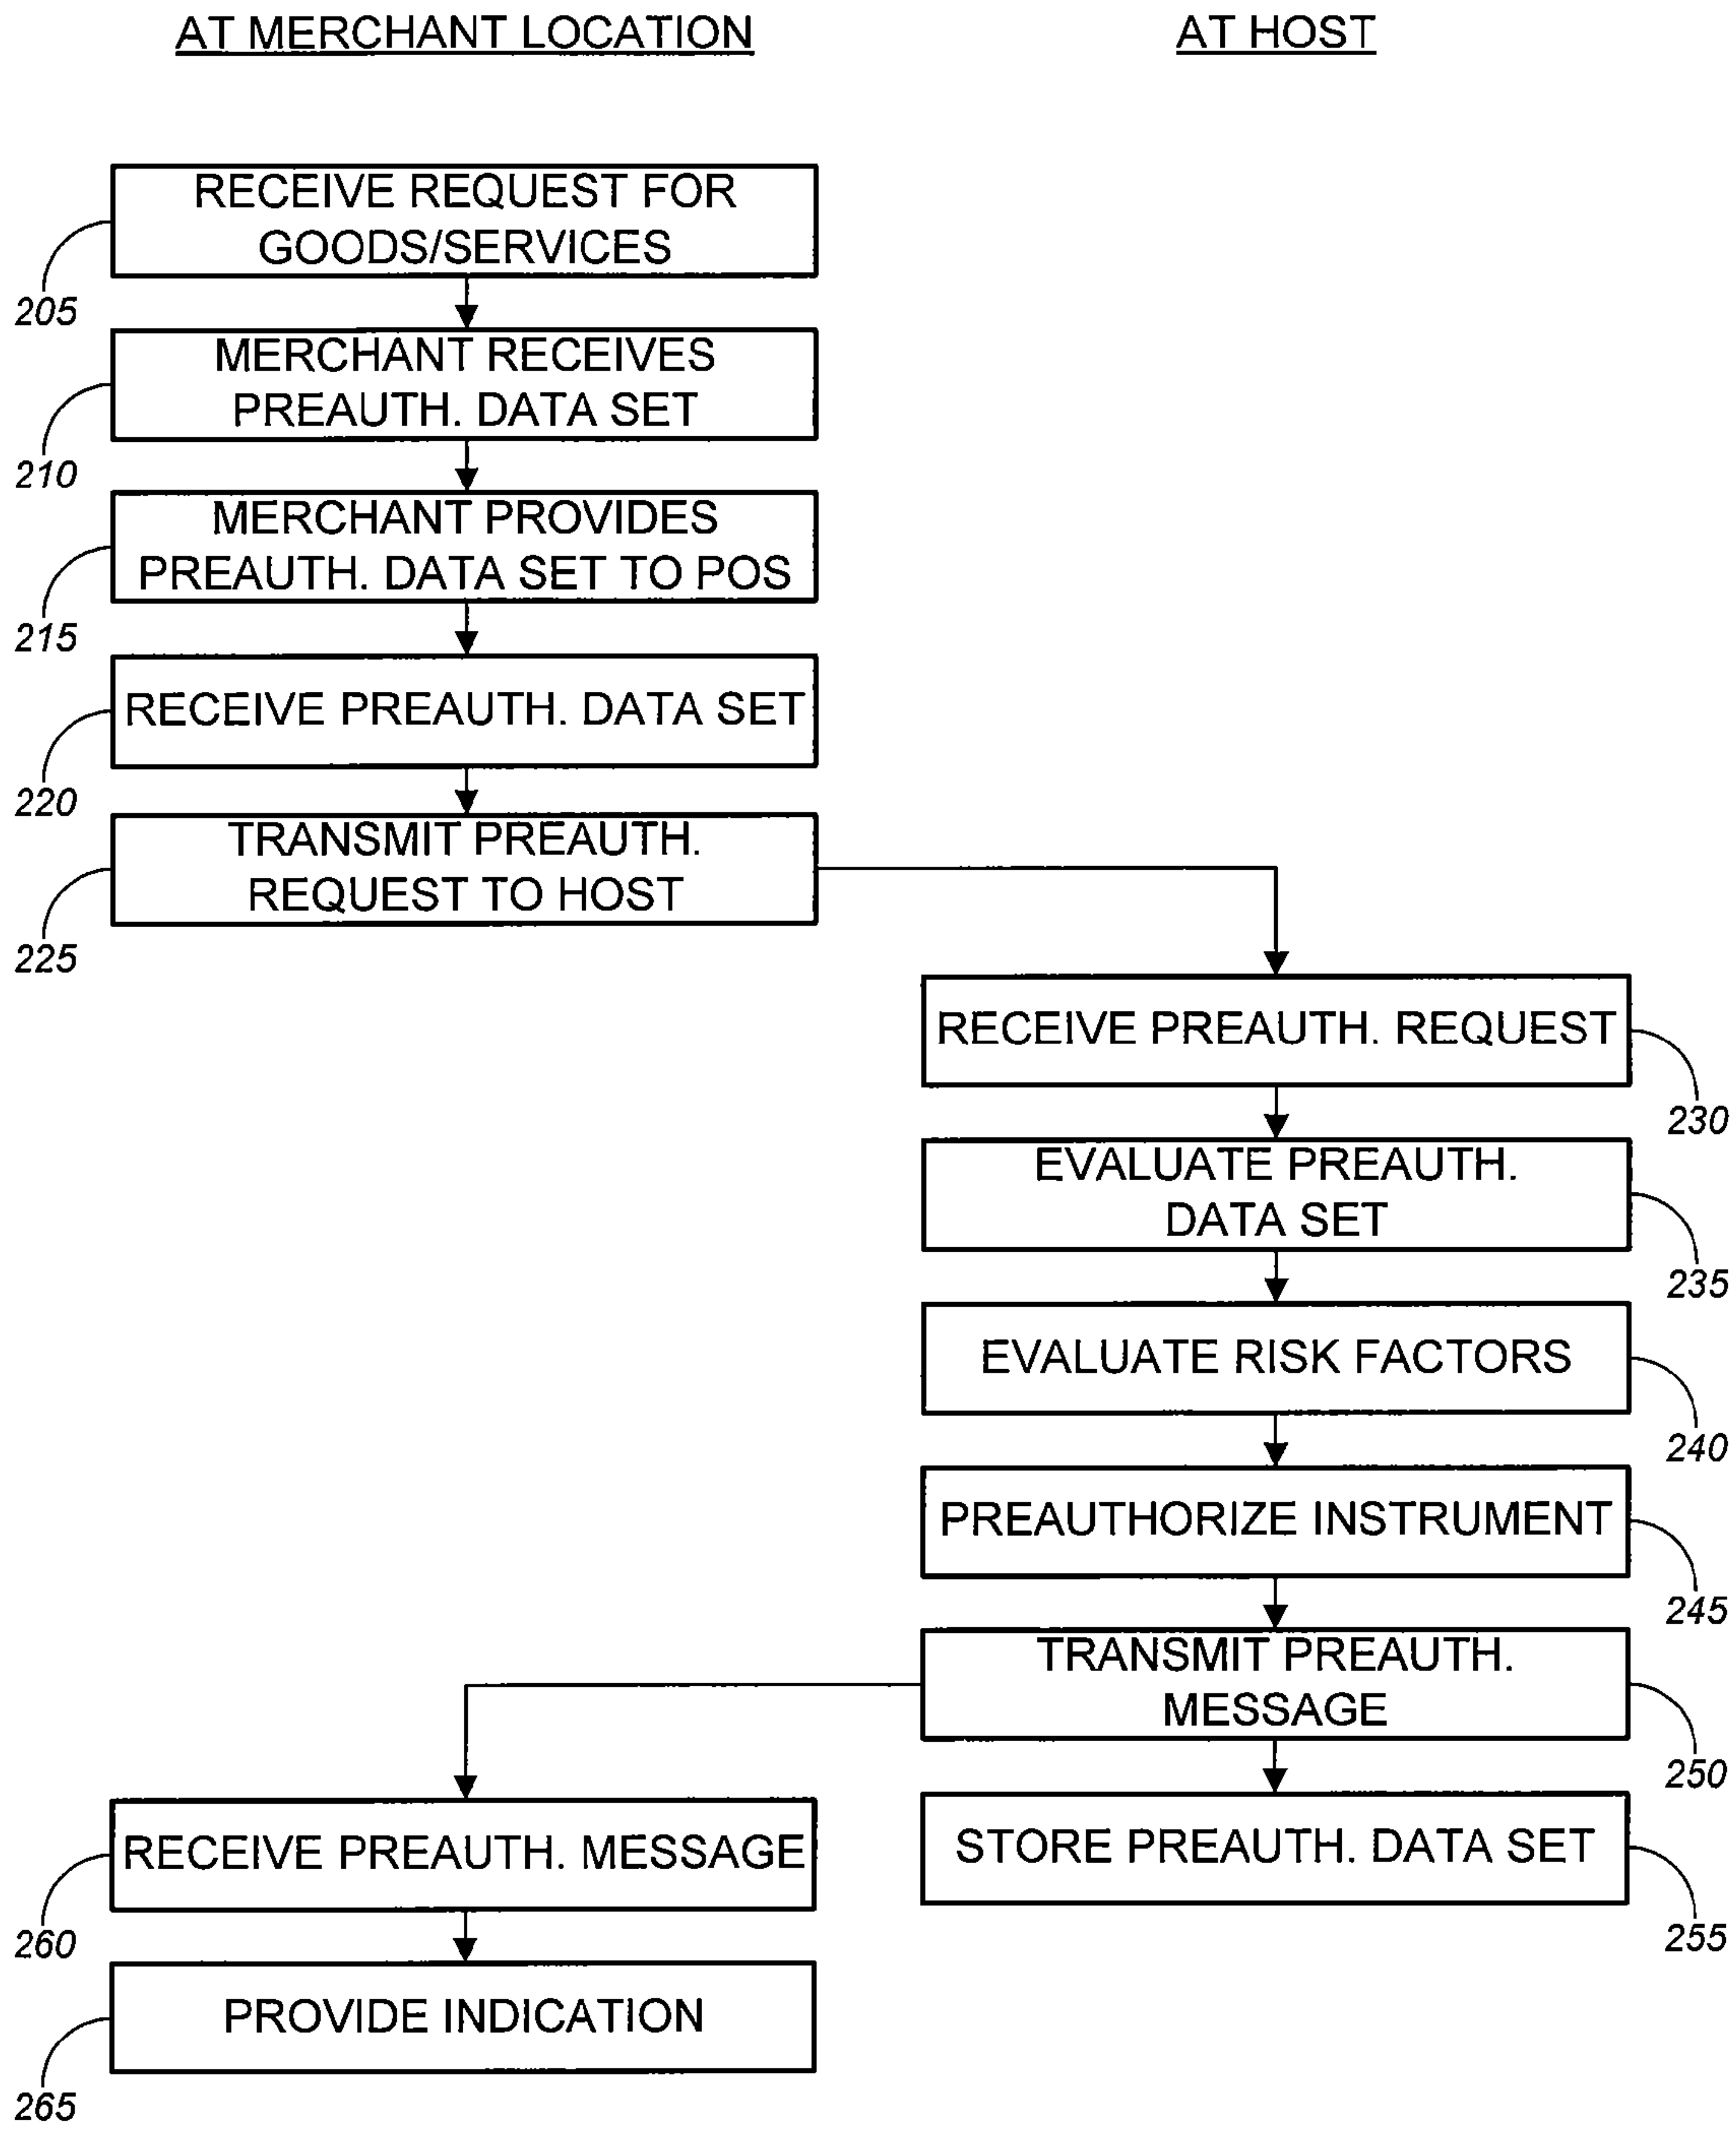 AT MERCHANT LOCATION
AT HOST
RECEIVE REQUEST FOR
GOODS/SERVICES
205
MERCHANT RECEIVES
PREAUTH. DATA SET
210
MERCHANT PROVIDES
PREAUTH. DATA SET TO POS
215
RECEIVE PREAUTH. DATA SET
220
TRANSMIT PREAUTH.
REQUEST TO HOST
225
RECEIVE PREAUTH. REQUEST
230
EVALUATE PREAUTH.
DATA SET
235
EVALUATE RISK FACTORS
240
PREAUTHORIZE INSTRUMENT
245
TRANSMIT PREAUTH.
MESSAGE
250
STORE PREAUTH. DATA SET
255
RECEIVE PREAUTH. MESSAGE
260
PROVIDE INDICATION
265